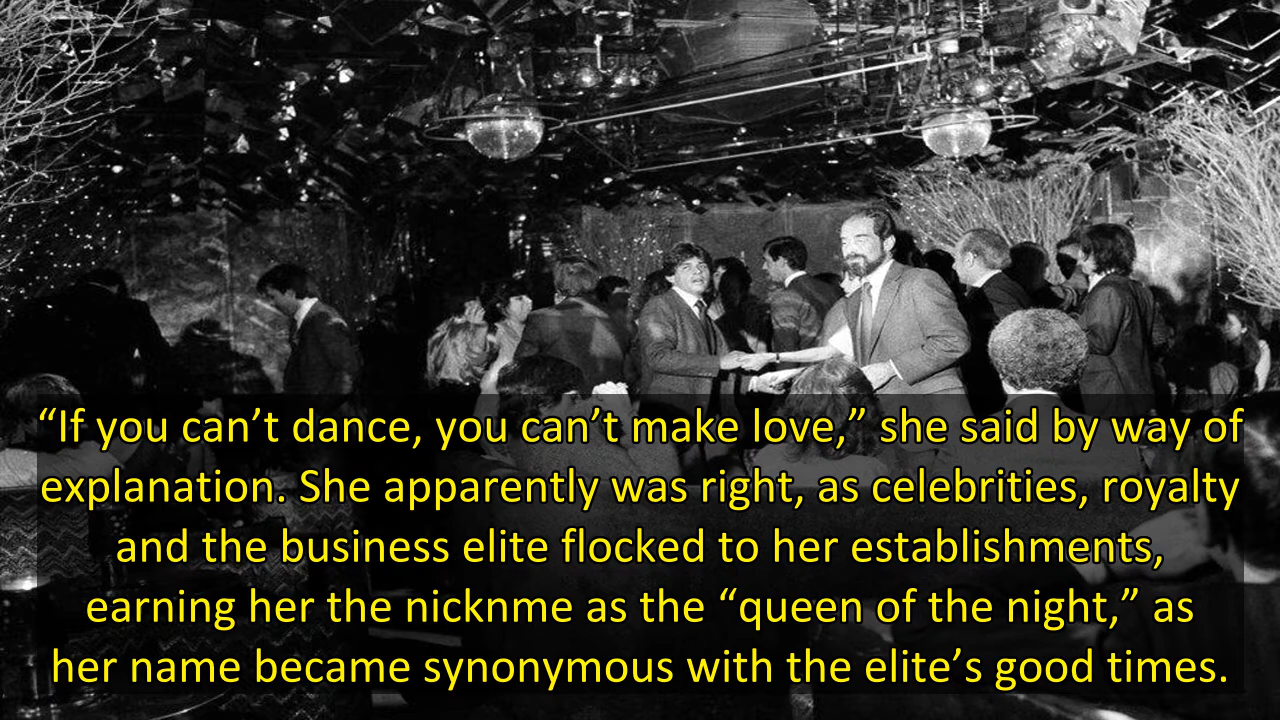 “If you can’t dance, you can’t make love,” she said by way of
explanation. She apparently was right, as celebrities, royalty
and the business elite flocked to her establishments,
earning her the nicknme as the “queen of the night,” as
her name became synonymous with the elite’s good times.